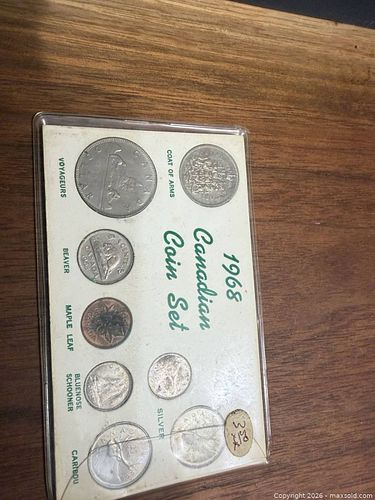 1968
Canadian
Coin Set
COAT OF ARMS
VOYAGEURS
BEAVER
MAPLE LEAF
BLUENOSE
SCHOONER
SILVER
CARIBOU
CANADA
Copyright 2026 - maxsold.com